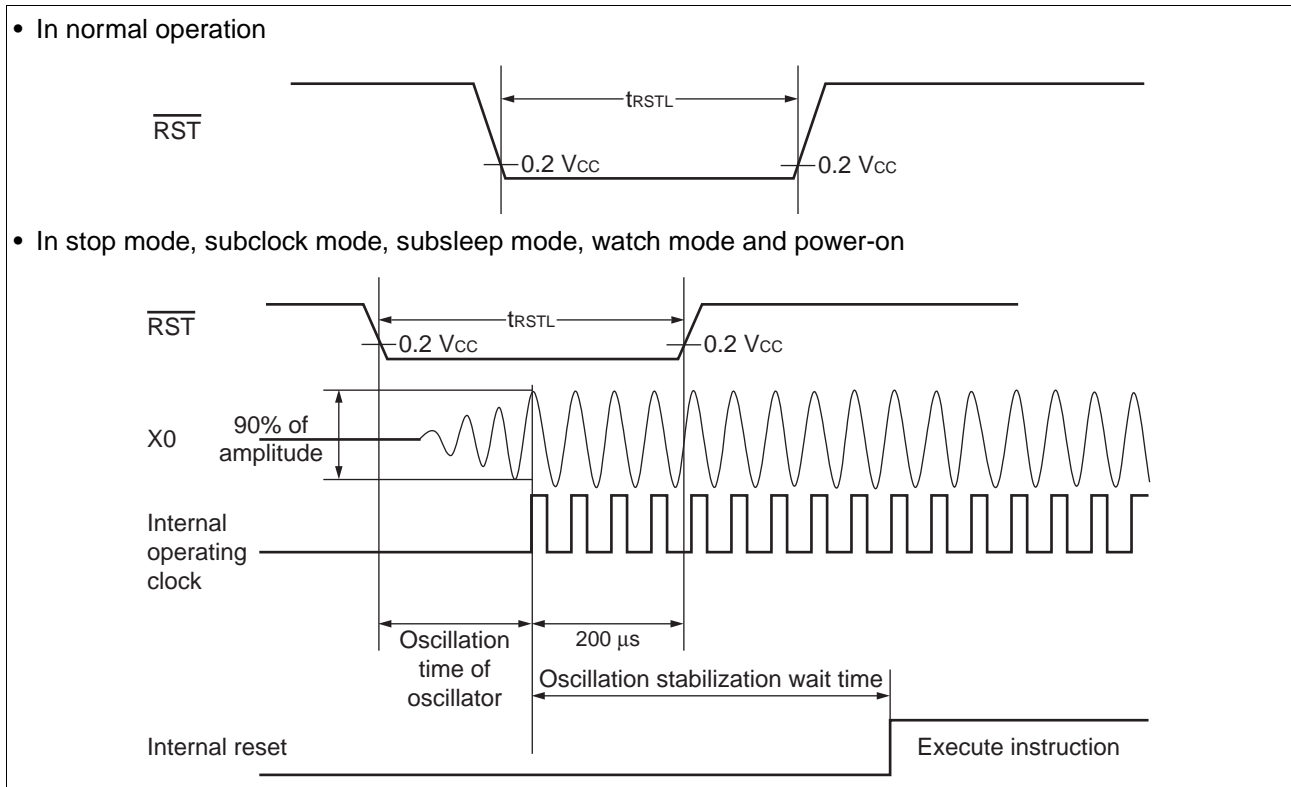 • In normal operation
tRSTL
RST
0.2 VCC
0.2 VCC
• In stop mode, subclock mode, subsleep mode, watch mode and power-on
RST
tRSTL
0.2 VCC
0.2 VCC
X0
90% of
amplitude
Internal
operating
clock
Oscillation
time of
oscillator
200 μs
Oscillation stabilization wait time
Internal reset
Execute instruction